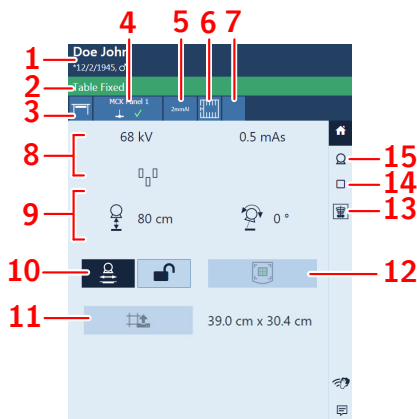 Doe John
*12/2/1945, ♂
Table Fixed
MCK Panel 1
2mmAl
68 kV 0.5 mAs
80 cm 0 °
39.0 cm x 30.4 cm
1
2
3
4
5
6
7
8
9
10
11
12
13
14
15